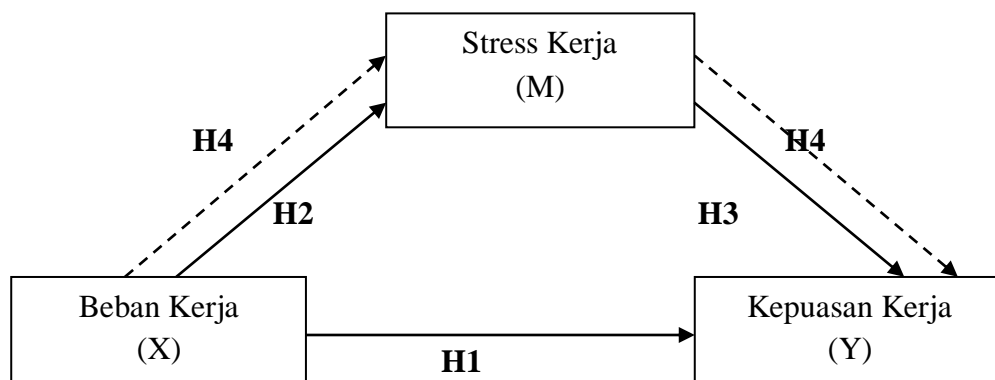 Stress Kerja
(M)
H4
H4
H2
H3
Beban Kerja
(X)
Kepuasan Kerja
(Y)
H1